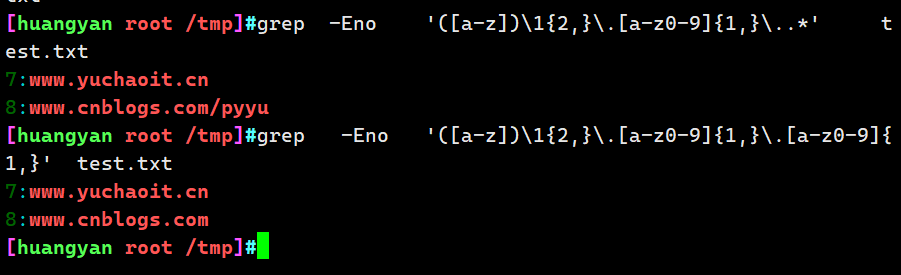 [huangyan root /tmp]#grep  -Eno   '([a-z])\1{2,}\.[a-z0-9]{1,}\..*'     t
est.txt
7:www.yuchaoit.cn
8:www.cnblogs.com/pyyu
[huangyan root /tmp]#grep   -Eno   '([a-z])\1{2,}\.[a-z0-9]{1,}\.[a-z0-9]{
1,}'  test.txt
7:www.yuchaoit.cn
8:www.cnblogs.com
[huangyan root /tmp]#